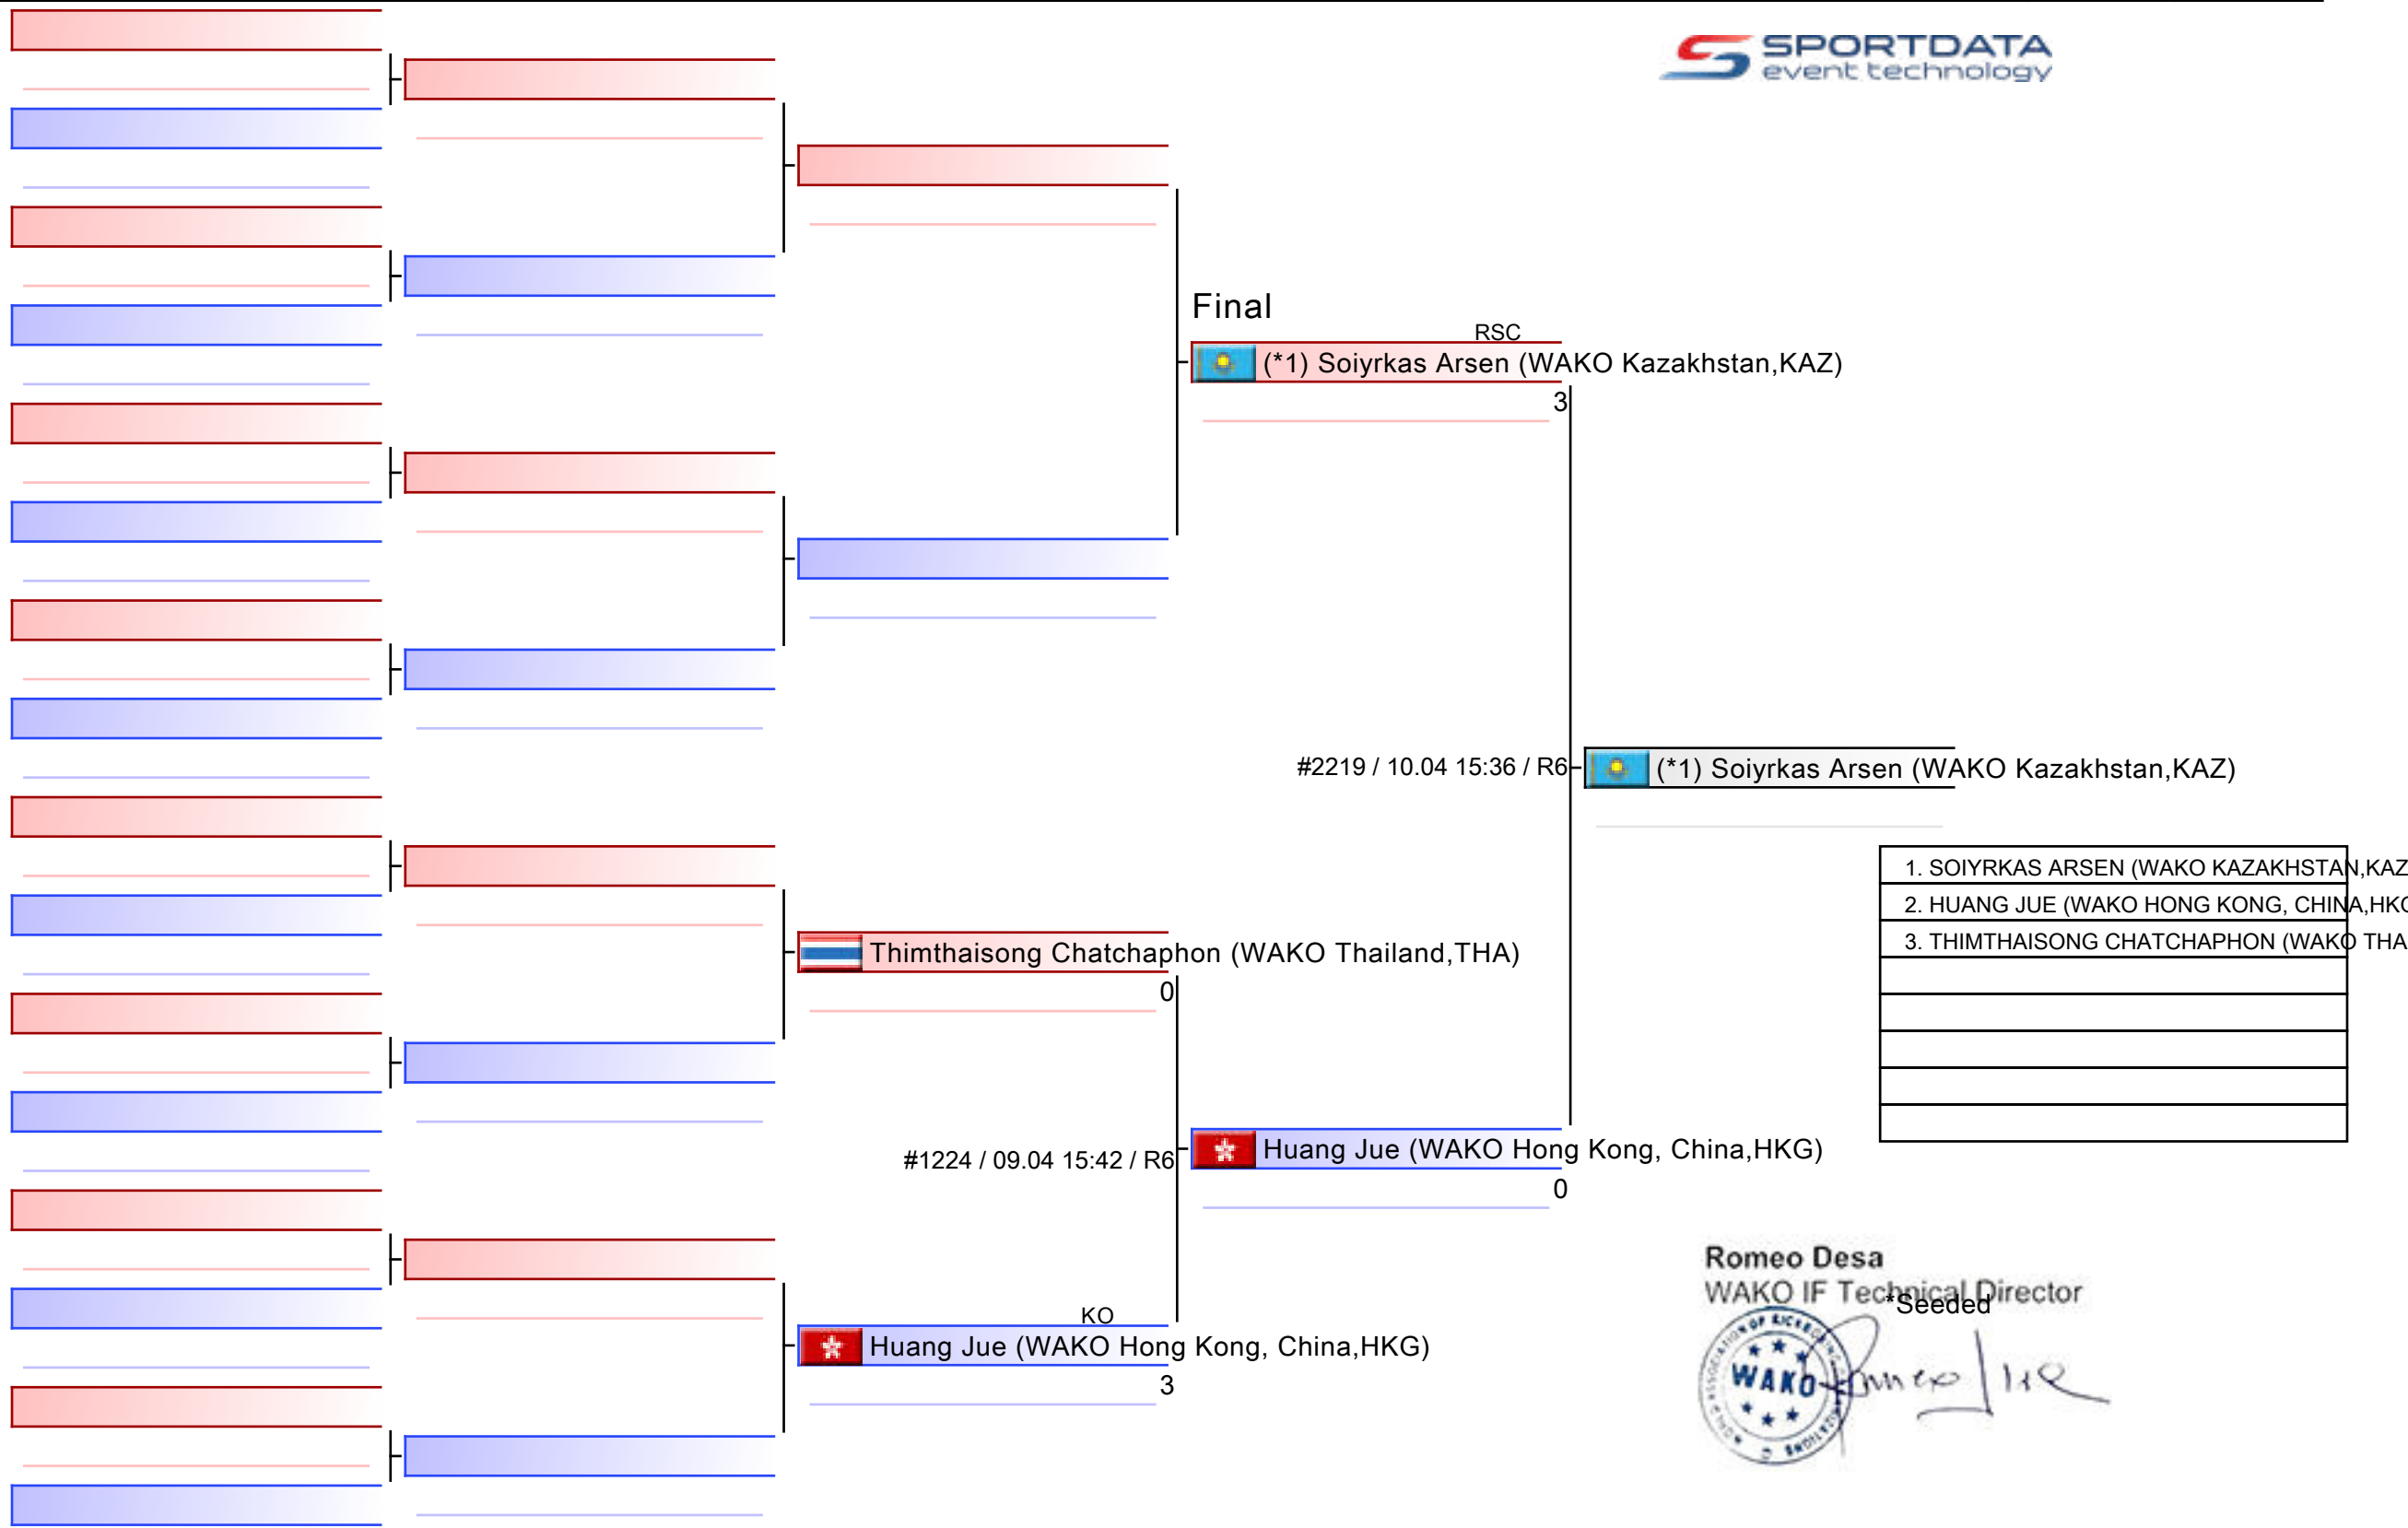 SPORTDATA
event technology
Final
RSC
(*1) Soiyrkas Arsen (WAKO Kazakhstan,KAZ)
3
#2219 / 10.04 15:36 / R6
(*1) Soiyrkas Arsen (WAKO Kazakhstan,KAZ)
1. SOIYRKAS ARSEN (WAKO KAZAKHSTAN,KAZ
2. HUANG JUE (WAKO HONG KONG, CHINA,HKG
3. THIMTHAISONG CHATCHAPHON (WAKO THA
Thimthaisong Chatchaphon (WAKO Thailand,THA)
0
#1224 / 09.04 15:42 / R6
Huang Jue (WAKO Hong Kong, China,HKG)
0
KO
Huang Jue (WAKO Hong Kong, China,HKG)
3
Romeo Desa
WAKO IF Technical Director
*Seeded
WAKO